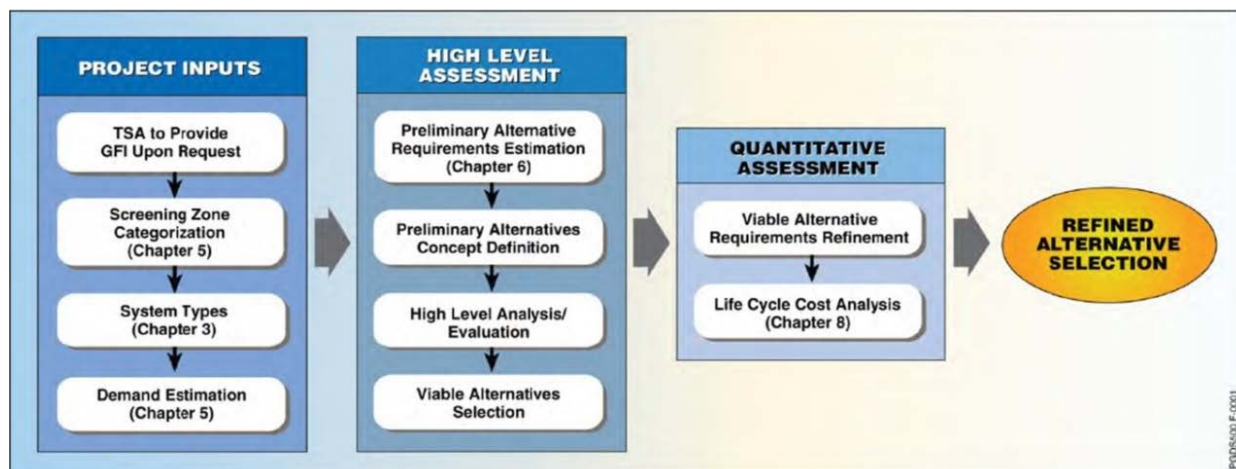 PROJECT INPUTS
TSA to Provide
GFI Upon Request
Screening Zone
Categorization
(Chapter 5)
System Types
(Chapter 3)
Demand Estimation
(Chapter 5)
HIGH LEVEL
ASSESSMENT
Preliminary Alternative
Requirements Estimation
(Chapter 6)
Preliminary Alternatives
Concept Definition
High Level Analysis/
Evaluation
Viable Alternatives
Selection
QUANTITATIVE
ASSESSMENT
Viable Alternative
Requirements Refinement
Life Cycle Cost Analysis
(Chapter 8)
REFINED
ALTERNATIVE
SELECTION